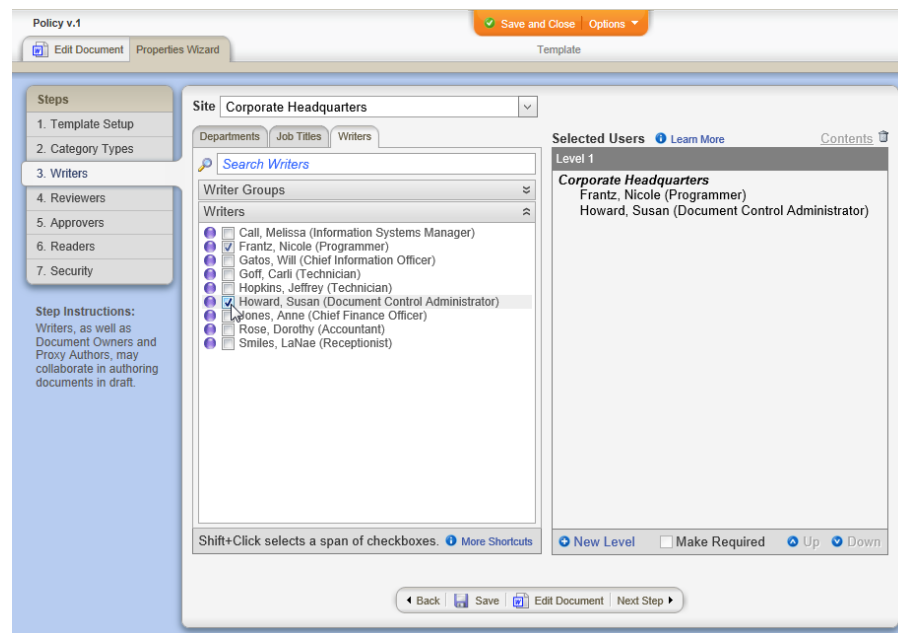 Policy v.1
Save and Close Options
Edit Document Properties Wizard
Template
Steps
1. Template Setup
2. Category Types
3. Writers
4. Reviewers
5. Approvers
6. Readers
7. Security
Step Instructions:
Writers, as well as
Document Owners and
Proxy Authors, may
collaborate in authoring
documents in draft.
Site Corporate Headquarters
Departments Job Titles Writers
Search Writers
Writer Groups
Writers
Call, Melissa (Information Systems Manager)
Frantz, Nicole (Programmer)
Gatos, Will (Chief Information Officer)
Goff, Carli (Technician)
Hopkins, Jeffrey (Technician)
Howard, Susan (Document Control Administrator)
Jones, Anne (Chief Finance Officer)
Rose, Dorothy (Accountant)
Smiles, LaNae (Receptionist)
Shift+Click selects a span of checkboxes. More Shortcuts
Selected Users Learn More Contents
Level 1
Corporate Headquarters
Frantz, Nicole (Programmer)
Howard, Susan (Document Control Administrator)
New Level Make Required Up Down
Back Save Edit Document Next Step